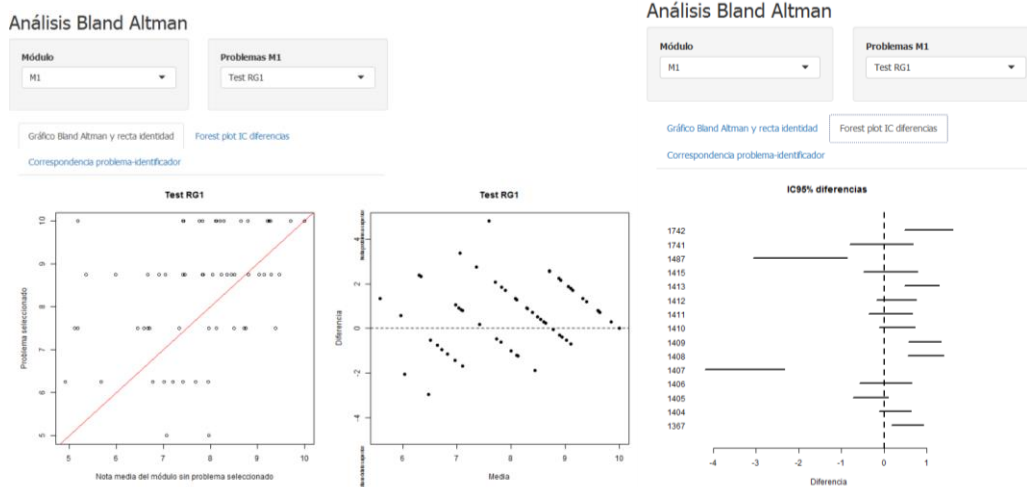 Análisis Bland Altman
Módulo
M1
Problemas M1
Test RG1
Gráfico Bland Altman y recta identidad
Forest plot IC diferencias
Correspondencia problema-identificador
Test RG1
Problema seleccionado
10
9
8
7
6
5
5 6 7 8 9 10
Nota media del módulo sin problema seleccionado
Test RG1
Diferencia
4
2
0
-2
-4
6 7 8 9 10
Media
Análisis Bland Altman
Módulo
M1
Problemas M1
Test RG1
Gráfico Bland Altman y recta identidad
Forest plot IC diferencias
Correspondencia problema-identificador
IC95% diferencias
1742
1741
1487
1415
1413
1412
1411
1410
1409
1408
1407
1406
1405
1404
1367
-4 -3 -2 -1 0 1
Diferencia